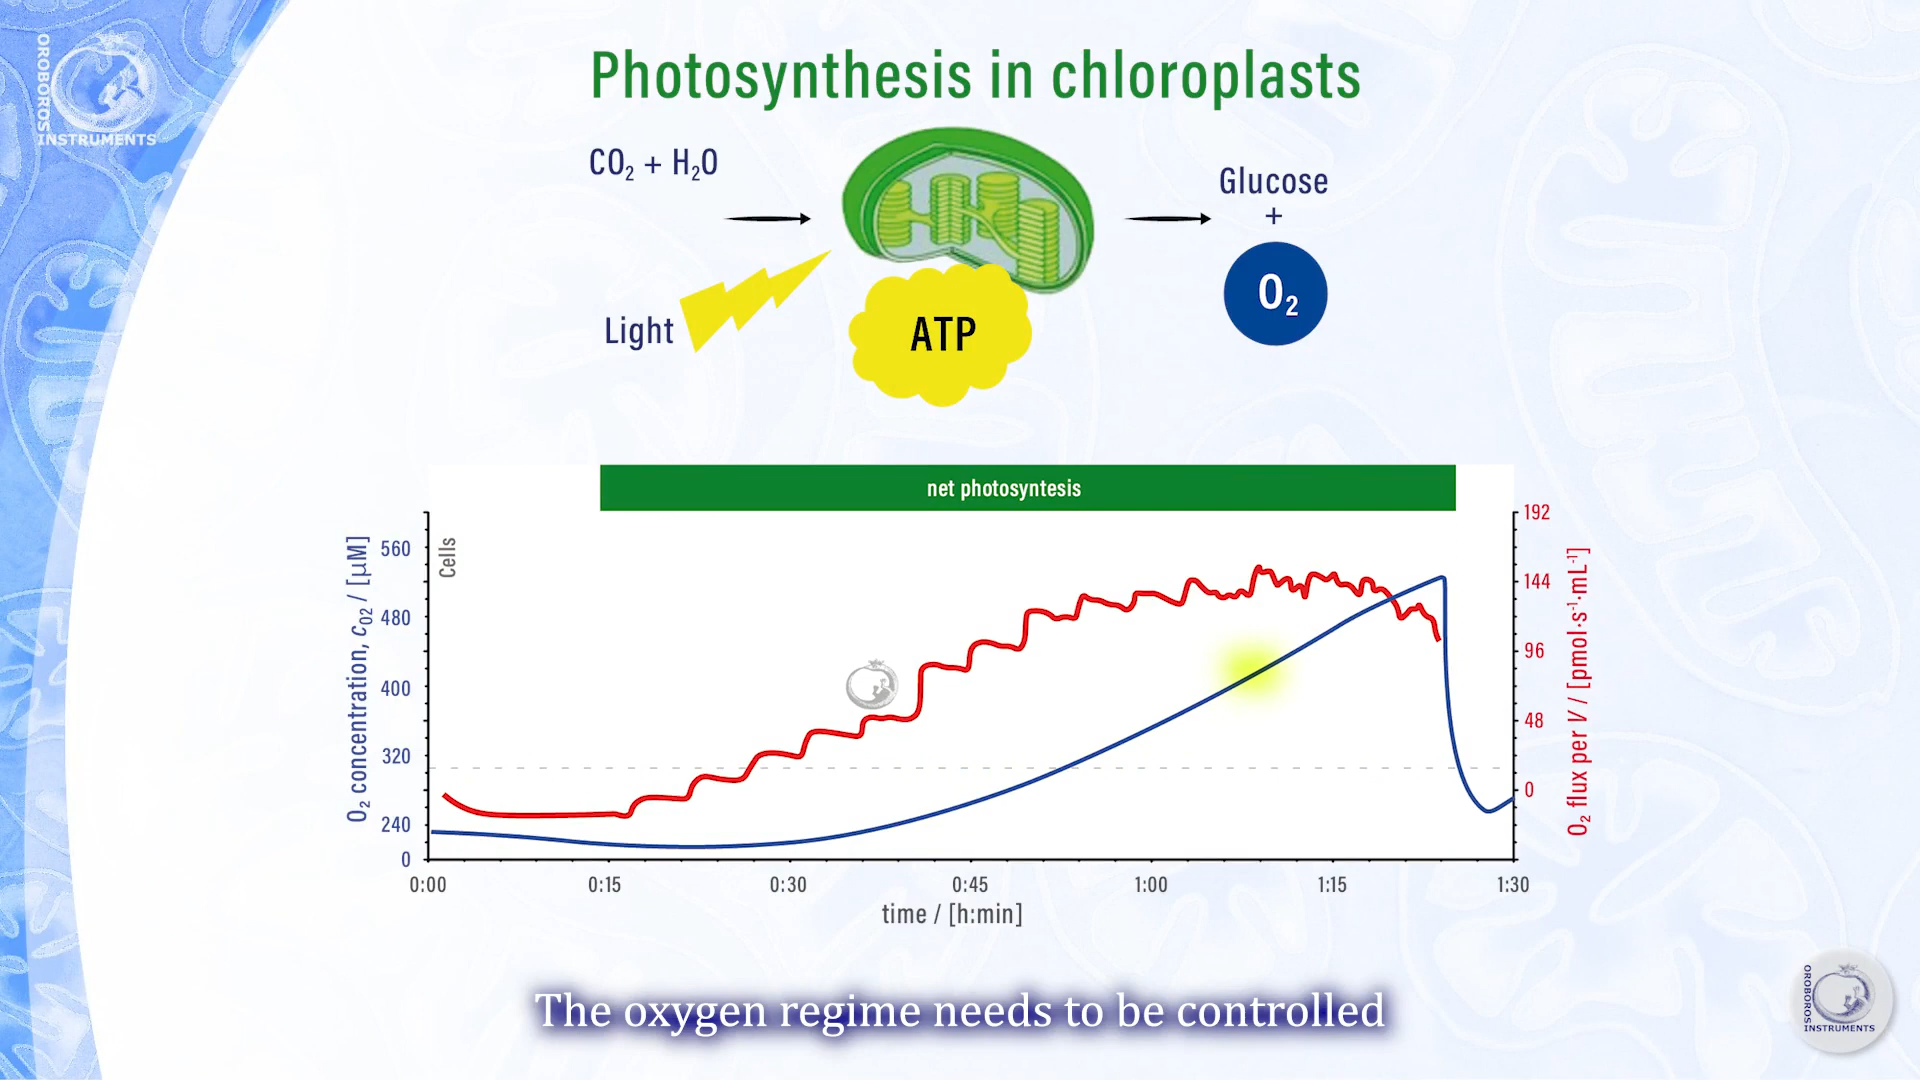 OROBOROS
INSTRUMENTS
Photosynthesis in chloroplasts
CO₂ + H₂O
Light
ATP
Glucose
+
O₂
net photosyntesis
Cells
O₂ concentration, cO2 / [µM]
560
480
400
320
240
0
192
144
96
48
0
O₂ flux per V / [pmol·s⁻¹·mL⁻¹]
0:00 0:15 0:30 0:45 1:00 1:15 1:30
time / [h:min]
The oxygen regime needs to be controlled
OROBOROS
INSTRUMENTS